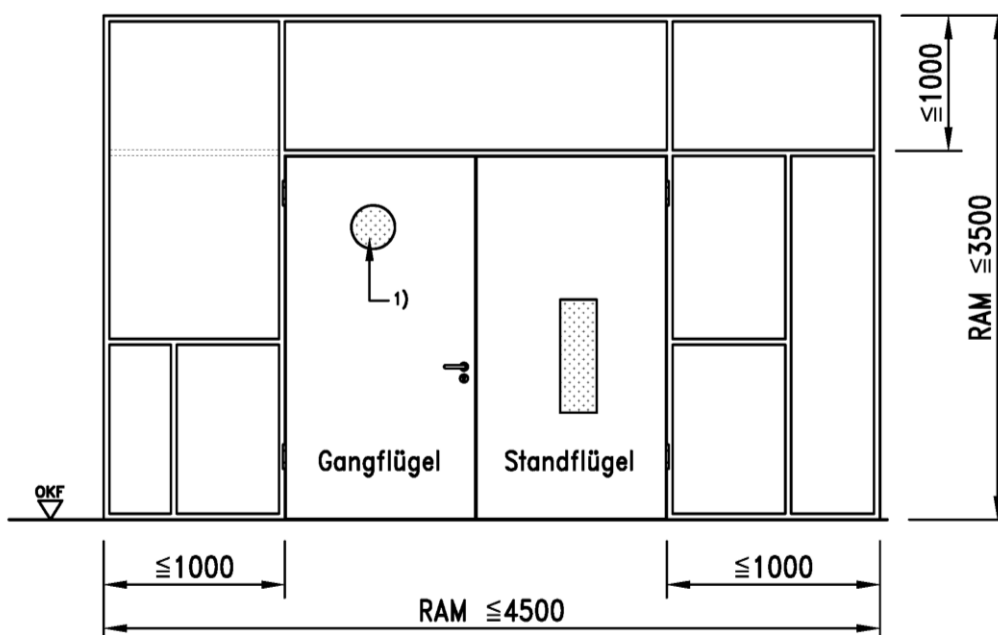 ≦1000
RAM ≦3500
1)
Gangflügel
Standflügel
OKF
≦1000
≦1000
RAM ≦4500